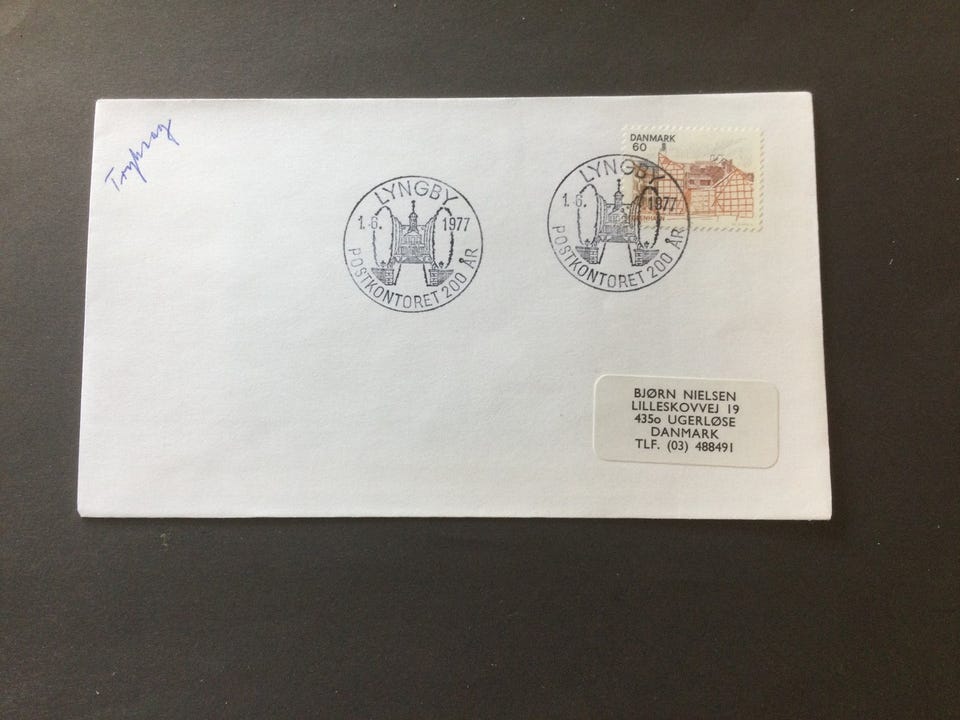 Tryksag
DANMARK
60
LYNGBY
1.6. 1977
POSTKONTORET 200 ÅR
LYNGBY
1.6. 1977
POSTKONTORET 200 ÅR
BJØRN NIELSEN
LILLESKOVVEJ 19
435o UGERLØSE
DANMARK
TLF. (03) 488491